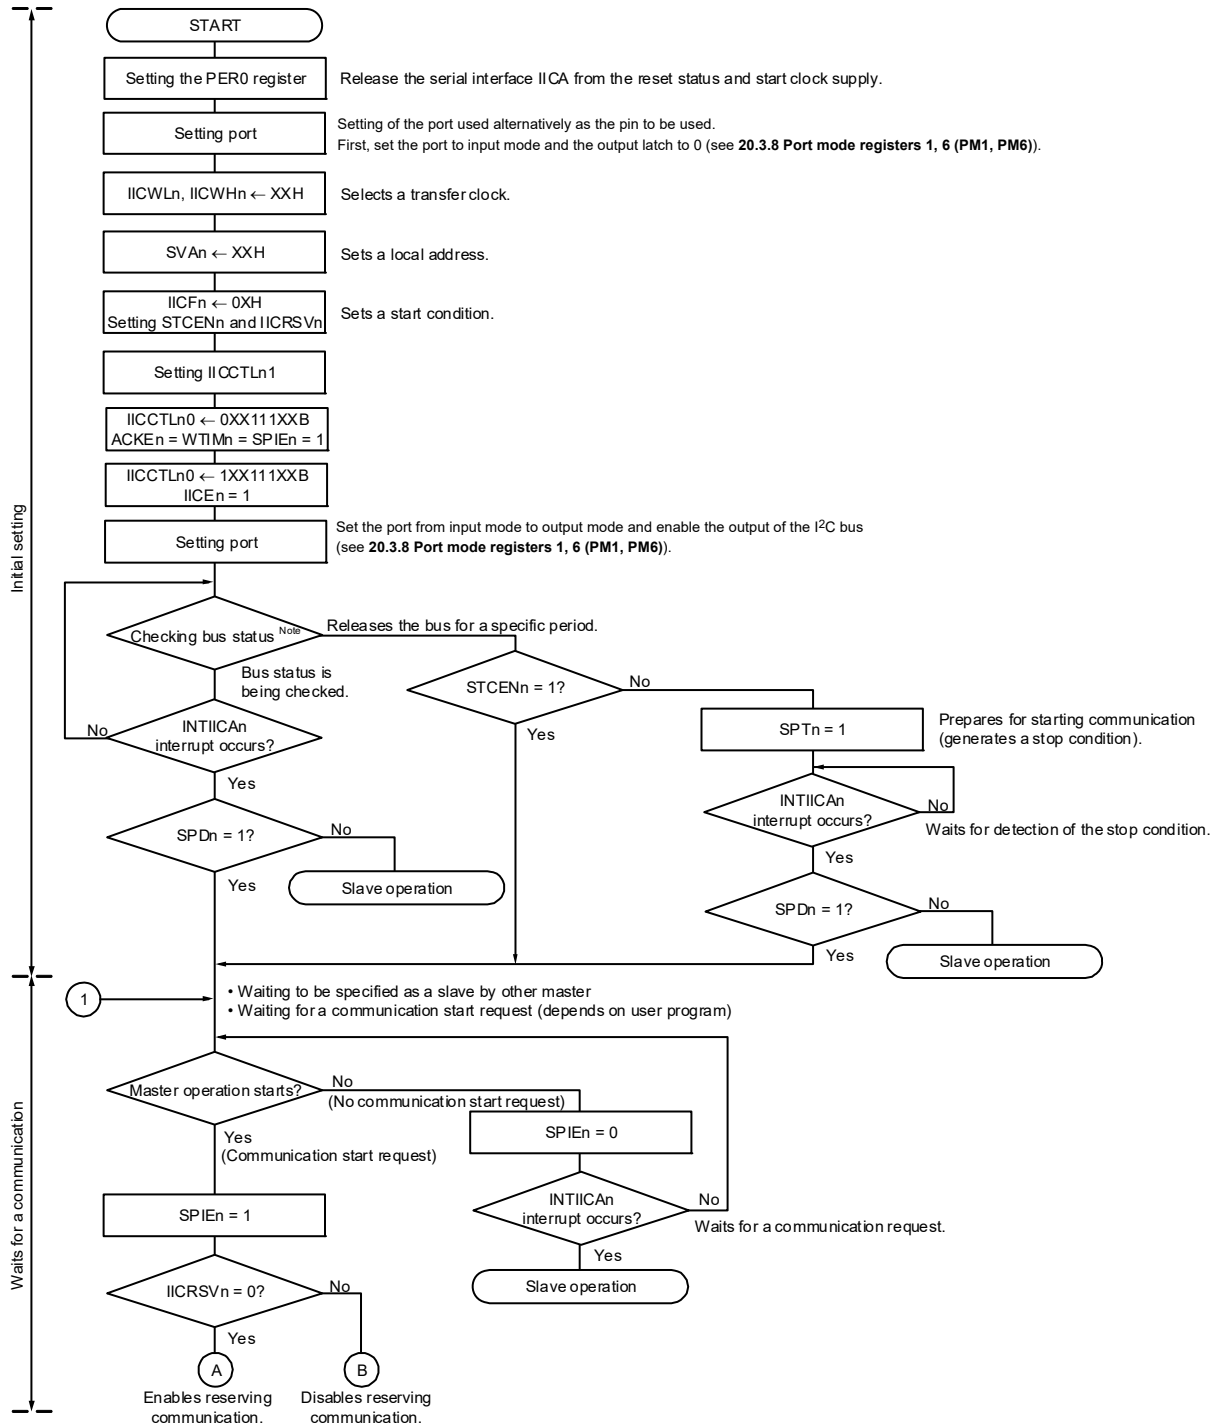 START
Setting the PER0 register
Release the serial interface IICA from the reset status and start clock supply.
Setting port
Setting of the port used alternatively as the pin to be used.
First, set the port to input mode and the output latch to 0 (see 20.3.8 Port mode registers 1, 6 (PM1, PM6)).
IICWLn, IICWHn ← XXH
Selects a transfer clock.
SVAn ← XXH
Sets a local address.
IICFn ← 0XH
Setting STCENn and IICRSVn
Sets a start condition.
Setting IICCTLn1
IICCTLn0 ← 0XX111XXB
ACKEn = WTIMn = SPIEn = 1
IICCTLn0 ← 1XX111XXB
IICEn = 1
Setting port
Set the port from input mode to output mode and enable the output of the I2C bus
(see 20.3.8 Port mode registers 1, 6 (PM1, PM6)).
Initial setting
Checking bus status Note
Releases the bus for a specific period.
Bus status is
being checked.
STCENn = 1?
No
Yes
SPTn = 1
Prepares for starting communication
(generates a stop condition).
No
INTIICAn
interrupt occurs?
Yes
INTIICAn
interrupt occurs?
No
Waits for detection of the stop condition.
Yes
SPDn = 1?
No
Yes
Slave operation
SPDn = 1?
No
Yes
Slave operation
1
• Waiting to be specified as a slave by other master
• Waiting for a communication start request (depends on user program)
Waits for a communication
Master operation starts?
No
(No communication start request)
Yes
(Communication start request)
SPIEn = 0
INTIICAn
interrupt occurs?
No
Waits for a communication request.
Yes
Slave operation
SPIEn = 1
IICRSVn = 0?
No
Yes
A
B
Enables reserving
communication.
Disables reserving
communication.